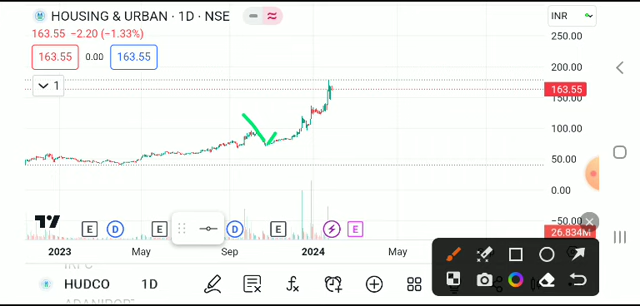 HOUSING & URBAN · 1D · NSE
INR
163.55 −2.20 (−1.33%)
163.55 0.00 163.55
1
250.00
200.00
163.55
150.00
100.00
50.00
0.00
−50.00
26.834M
E D E D E E
2023 May Sep 2024 May
HUDCO 1D